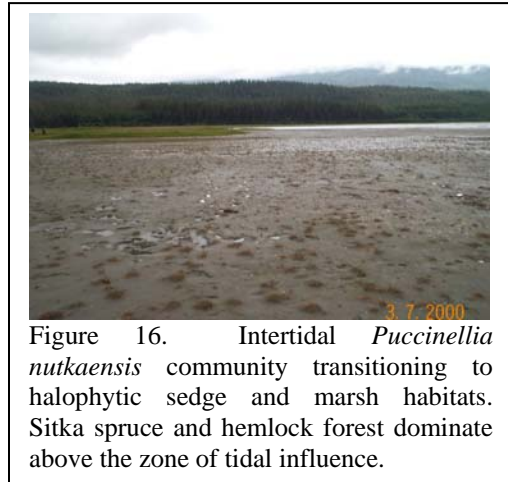 3. 7. 2000
Figure 16. Intertidal Puccinellia
nutkaensis community transitioning to
halophytic sedge and marsh habitats.
Sitka spruce and hemlock forest dominate
above the zone of tidal influence.